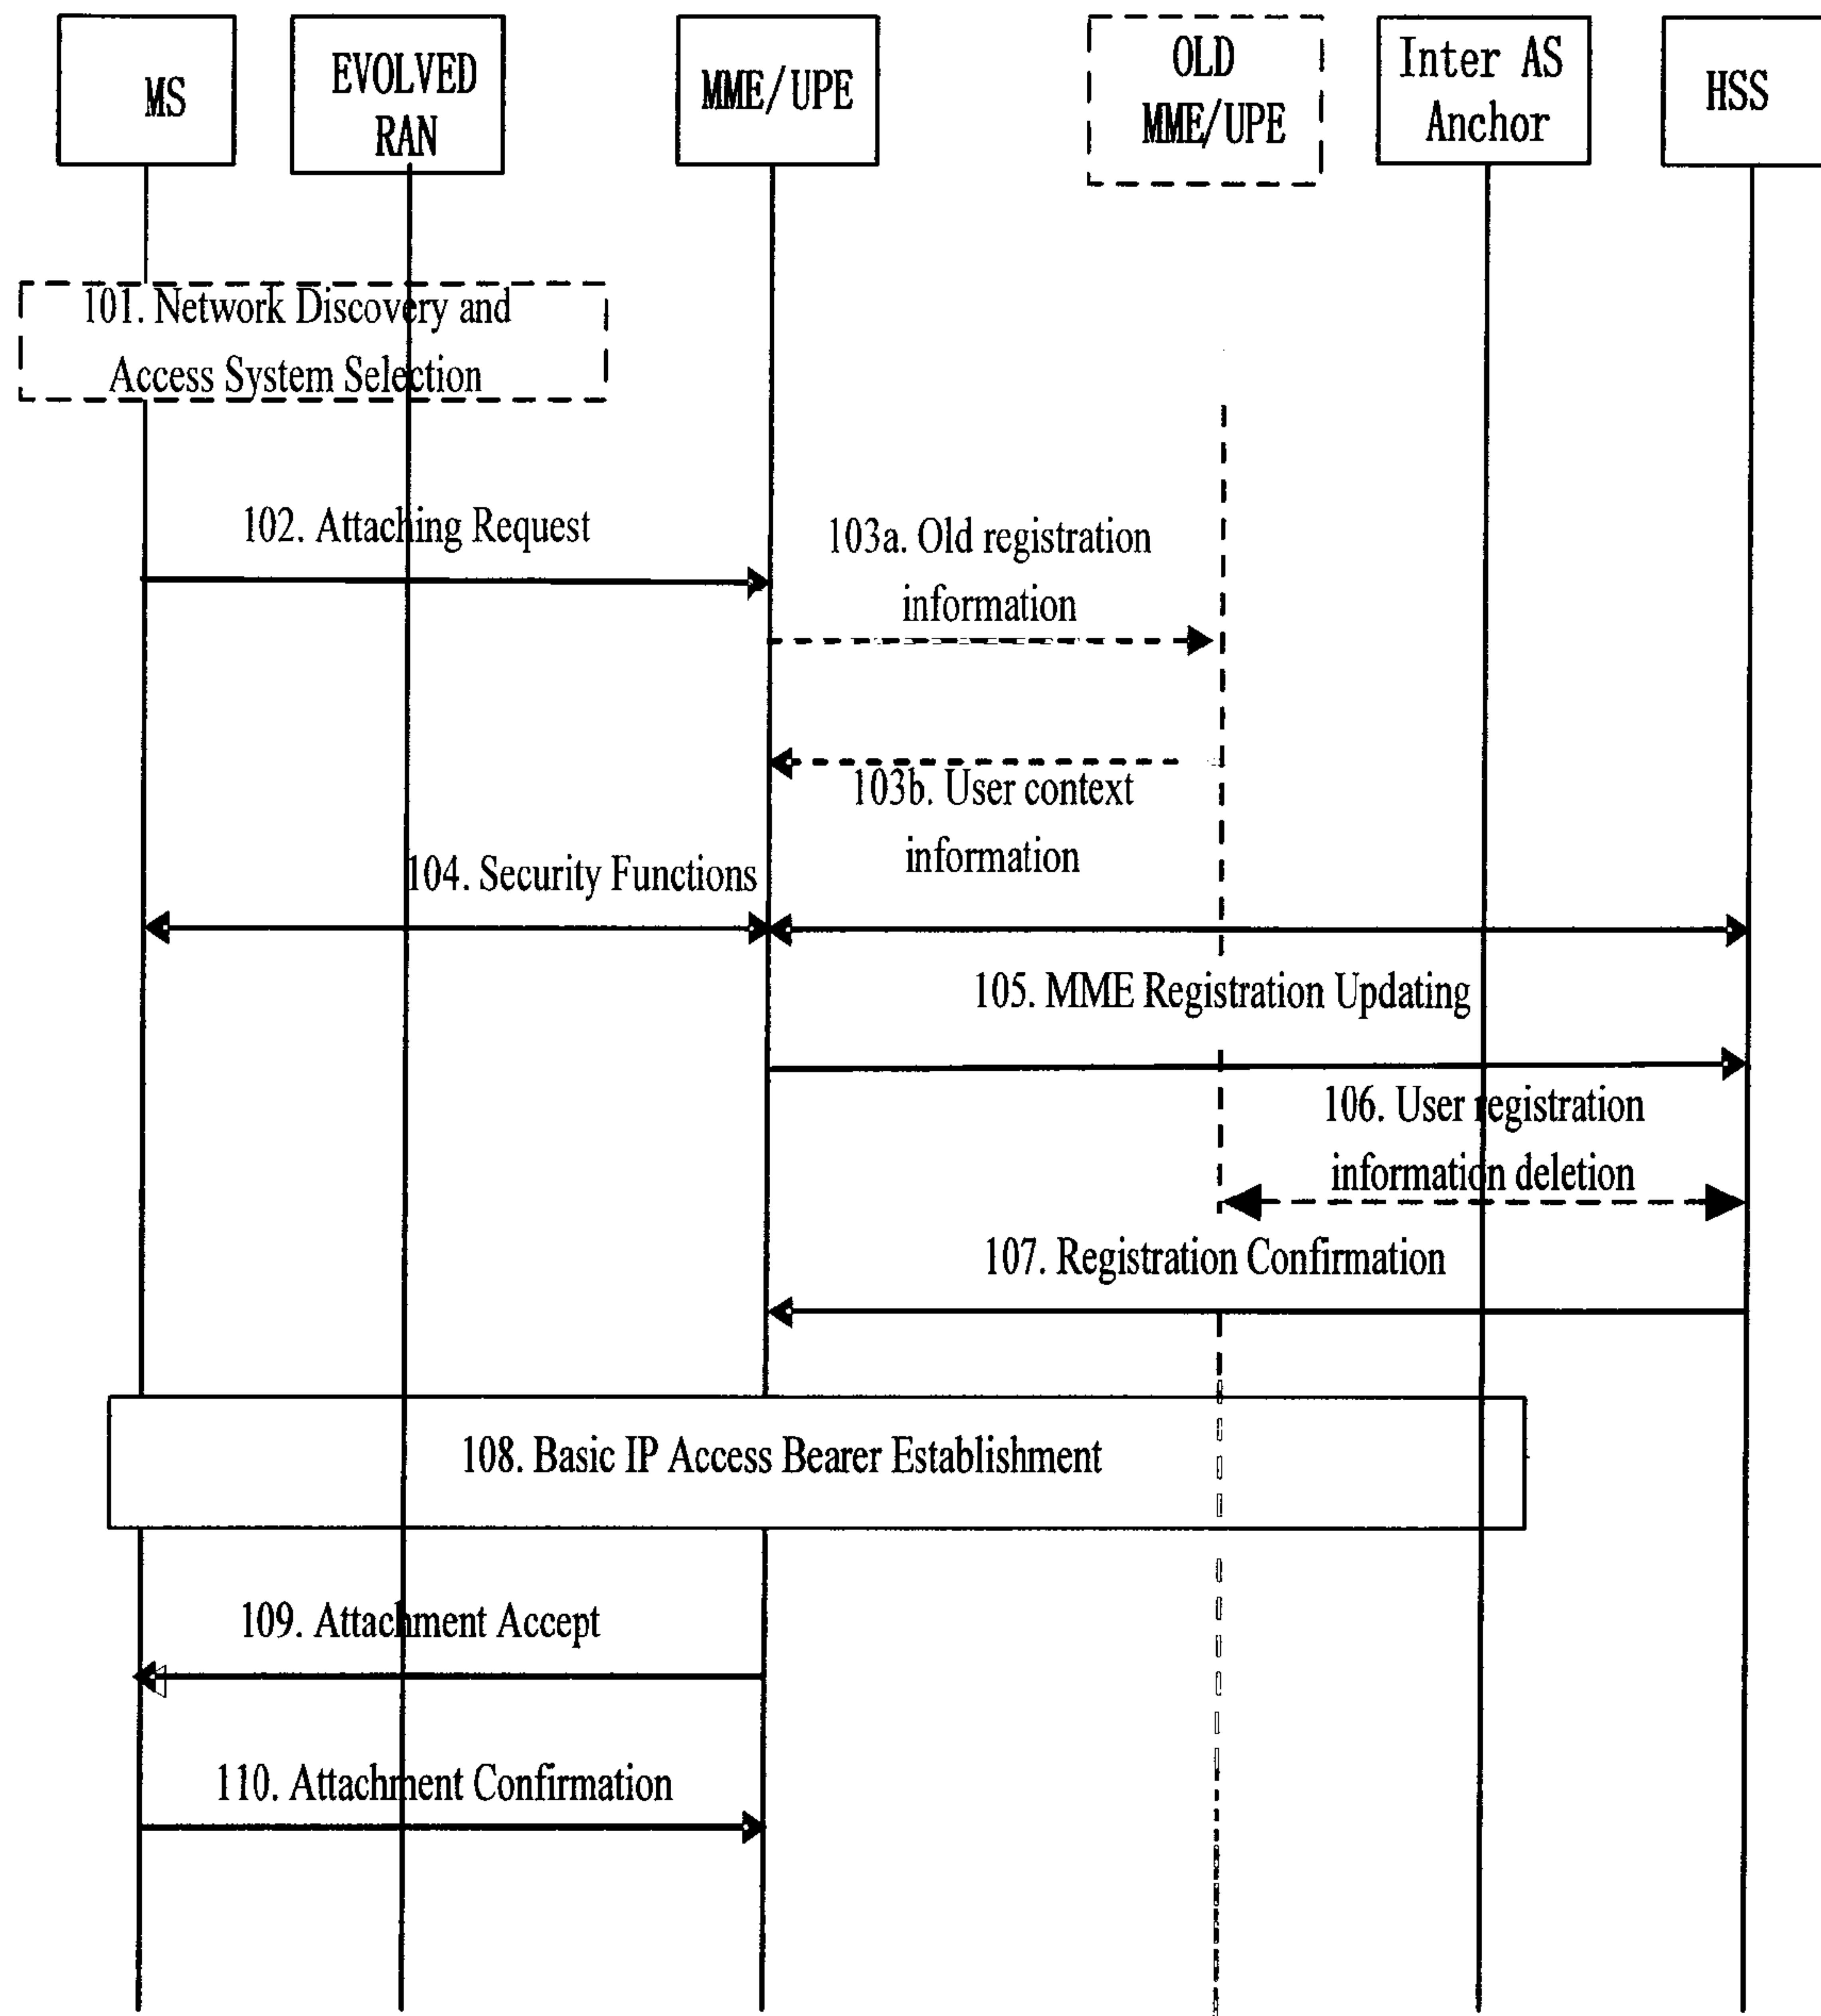 MS
EVOLVED
RAN
MME/UPE
OLD
MME/UPE
Inter AS
Anchor
HSS
101. Network Discovery and
Access System Selection
102. Attaching Request
103a. Old registration
information
103b. User context
information
104. Security Functions
105. MME Registration Updating
106. User registration
information deletion
107. Registration Confirmation
108. Basic IP Access Bearer Establishment
109. Attachment Accept
110. Attachment Confirmation